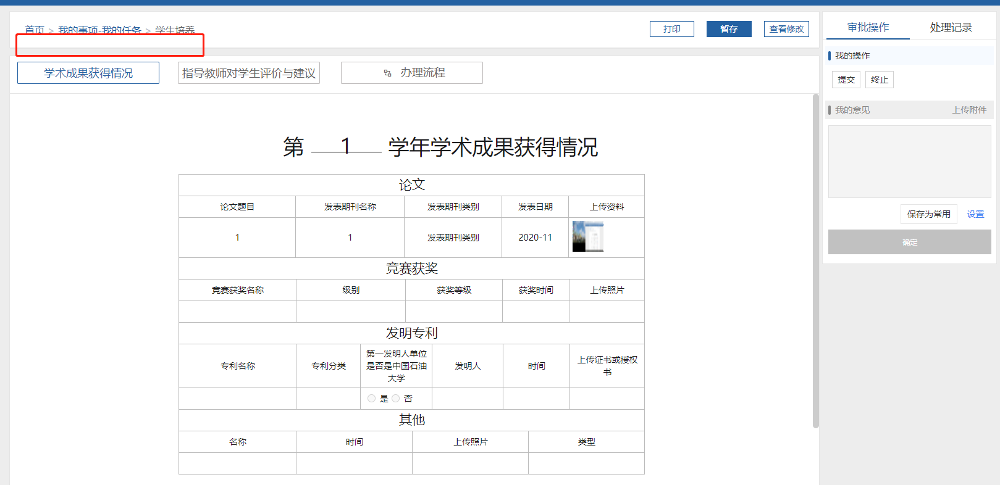 首页 > 我的事项-我的任务 > 学生培养
打印
暂存
查看修改
审批操作
处理记录
我的操作
提交
终止
我的意见
上传附件
保存为常用
设置
确定
学术成果获得情况
指导教师对学生评价与建议
办理流程
第 1 学年学术成果获得情况
论文
论文题目 发表期刊名称 发表期刊类别 发表日期 上传资料
1 1 发表期刊类别 2020-11
竞赛获奖
竞赛获奖名称 级别 获奖等级 获奖时间 上传照片
发明专利
专利名称 专利分类 第一发明人单位
是否是中国石油
大学
发明人 时间 上传证书或授权
书
是 否
其他
名称 时间 上传照片 类型